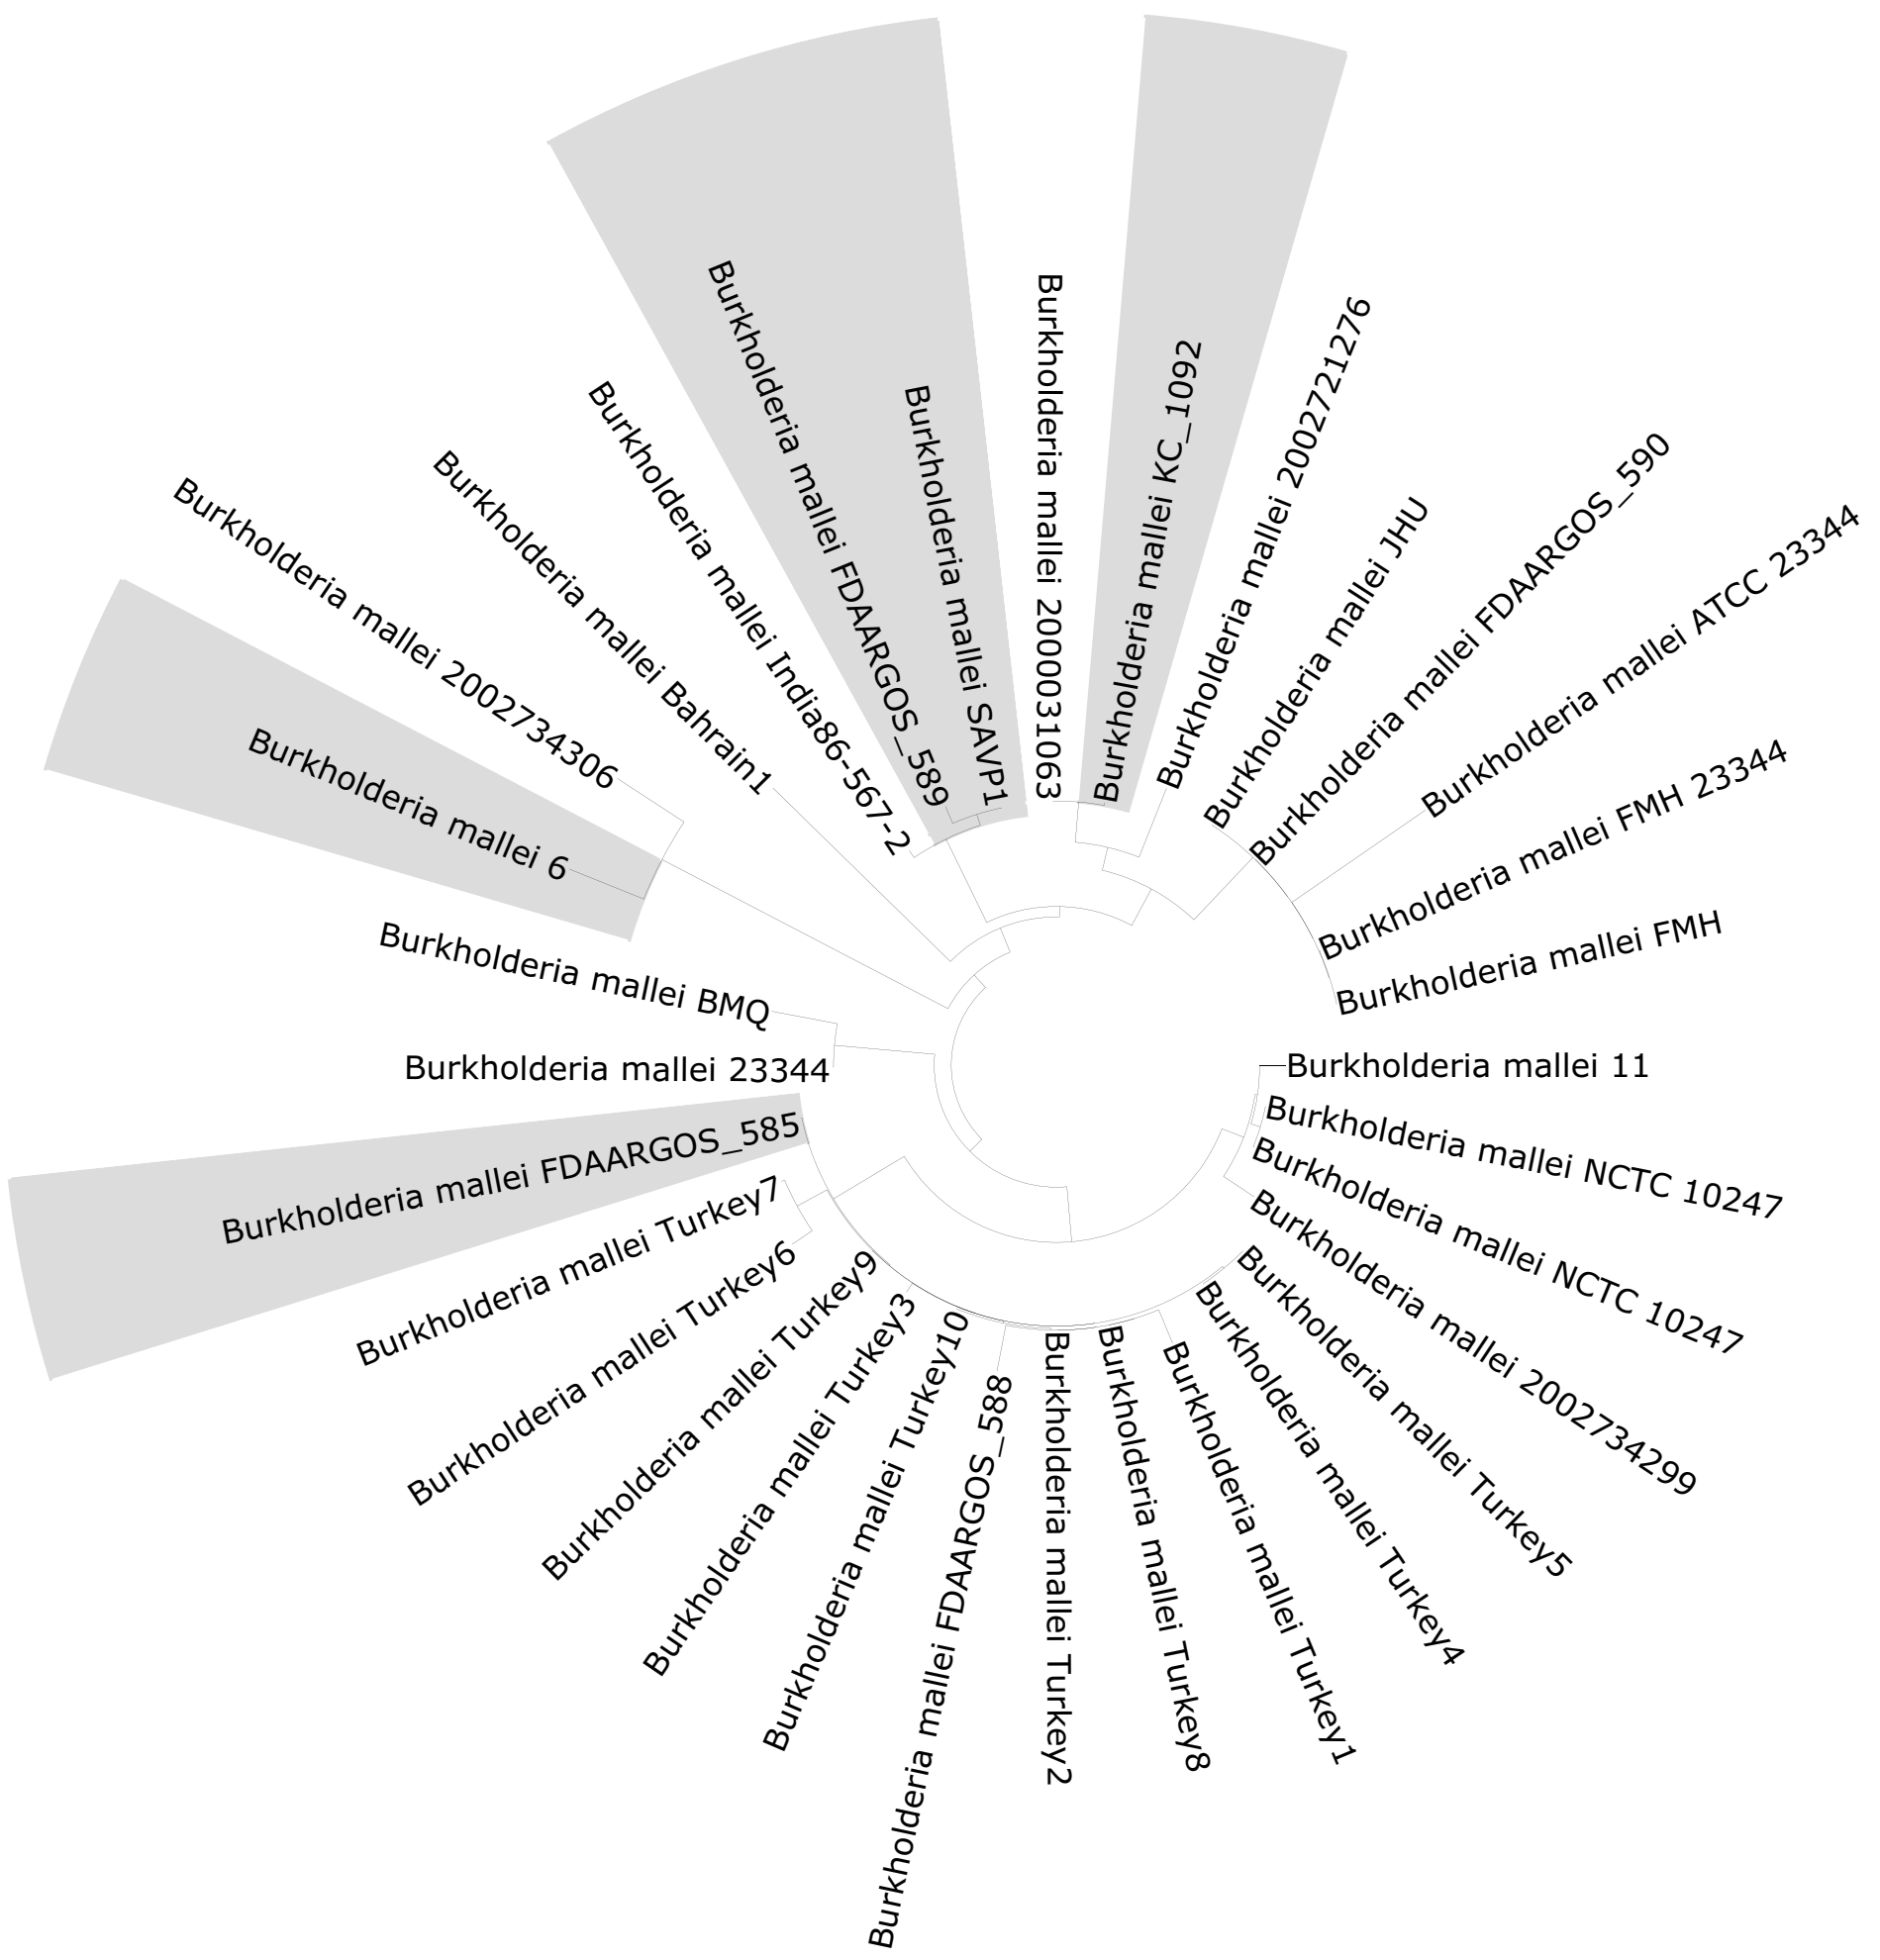 Burkholderia mallei 2000031063
Burkholderia mallei KC_1092
Burkholderia mallei 2002721276
Burkholderia mallei JHU
Burkholderia mallei FDAARGOS_590
Burkholderia mallei ATCC 23344
Burkholderia mallei FMH 23344
Burkholderia mallei FMH
Burkholderia mallei 11
Burkholderia mallei NCTC 10247
Burkholderia mallei NCTC 10247
Burkholderia mallei 2002734299
Burkholderia mallei Turkey5
Burkholderia mallei Turkey4
Burkholderia mallei Turkey1
Burkholderia mallei Turkey8
Burkholderia mallei Turkey2
Burkholderia mallei FDAARGOS_588
Burkholderia mallei Turkey10
Burkholderia mallei Turkey3
Burkholderia mallei Turkey9
Burkholderia mallei Turkey6
Burkholderia mallei Turkey7
Burkholderia mallei FDAARGOS_585
Burkholderia mallei 23344
Burkholderia mallei BMQ
Burkholderia mallei 6
Burkholderia mallei 2002734306
Burkholderia mallei Bahrain1
Burkholderia mallei India86-567-2
Burkholderia mallei FDAARGOS_589
Burkholderia mallei SAVP1